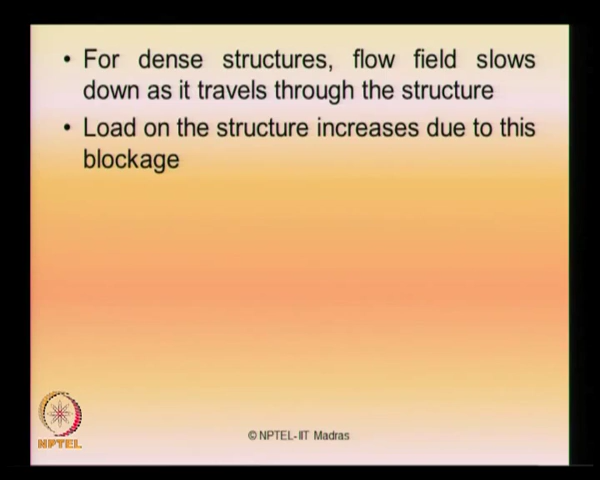 • For dense structures, flow field slows
down as it travels through the structure
• Load on the structure increases due to this
blockage
NPTEL
© NPTEL-IIT Madras